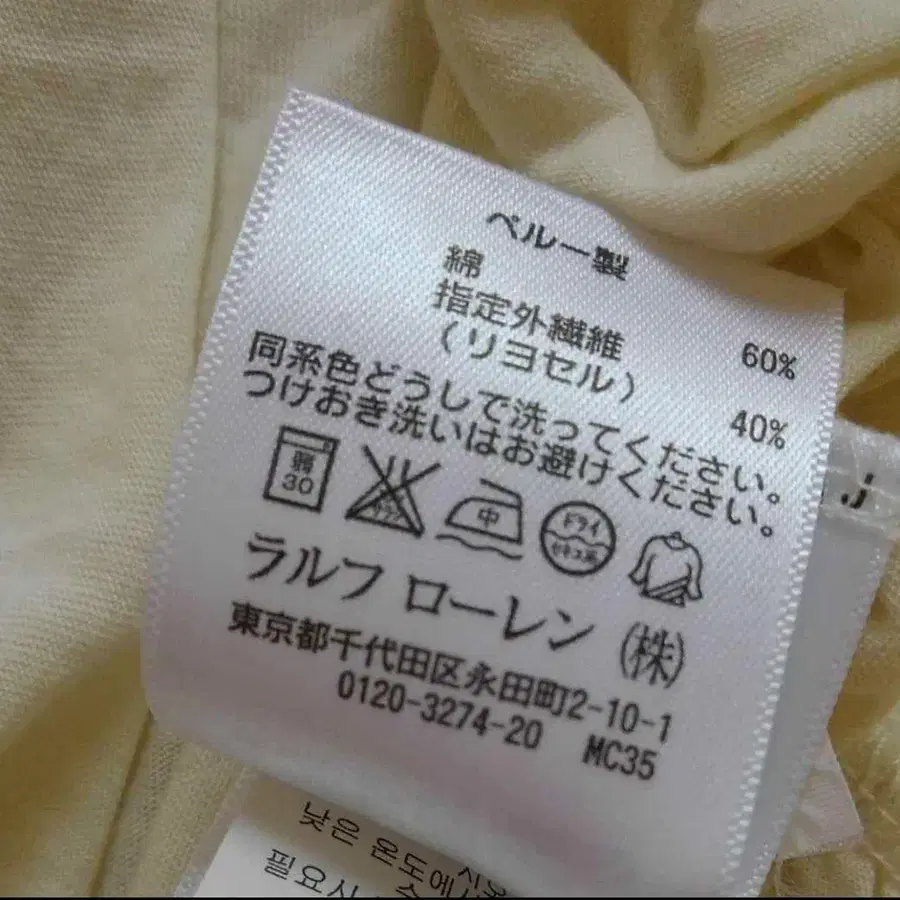 ペルー製
綿 60%
指定外繊維
(リヨセル) 40%
同系色どうしで洗ってください。
つけおき洗いはお避けください。
弱 30 中 ドライ セキユ系
ラルフ ローレン (株)
東京都千代田区永田町2-10-1
0120-3274-20 MC35
J
낮은 온도에
필요시